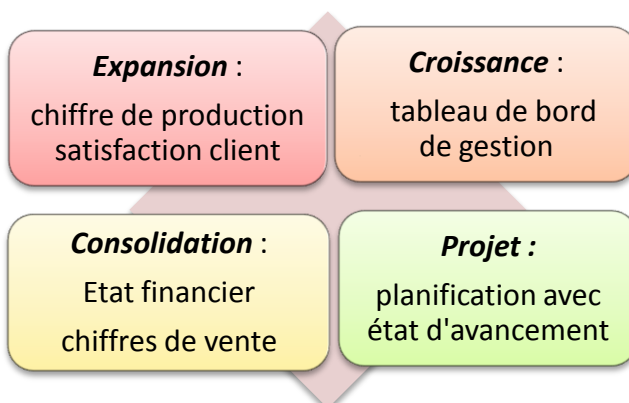 Expansion :
chiffre de production
satisfaction client
Croissance :
tableau de bord
de gestion
Consolidation :
Etat financier
chiffres de vente
Projet :
planification avec
état d'avancement